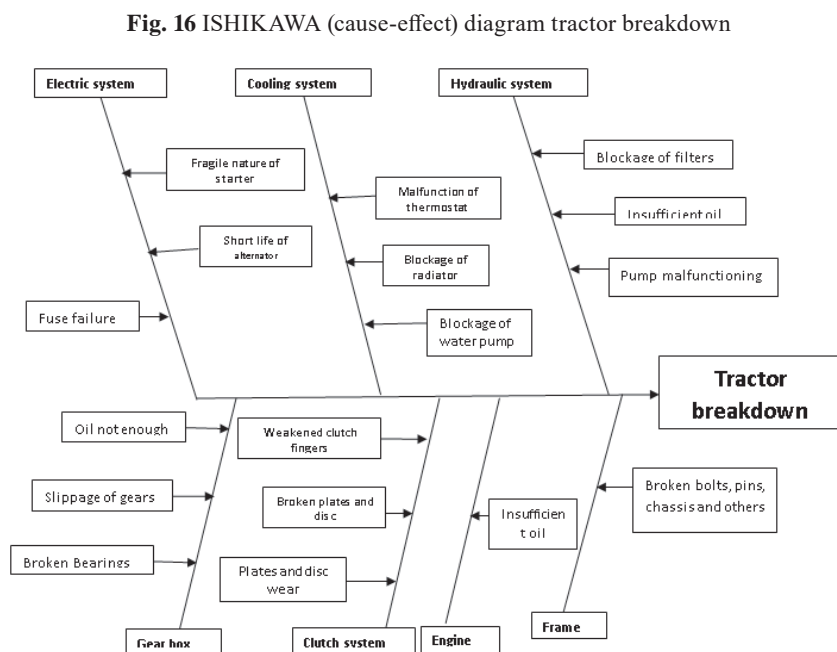 Fig. 16 ISHIKAWA (cause-effect) diagram tractor breakdown
Electric system
Cooling system
Hydraulic system
Fragile nature of
starter
Short life of
alternator
Fuse failure
Malfunction of
thermostat
Blockage of
radiator
Blockage of
water pump
Blockage of filters
Insufficient oil
Pump malfunctioning
Tractor
breakdown
Oil not enough
Slippage of gears
Broken Bearings
Weakened clutch
fingers
Broken plates and
disc
Plates and disc
wear
Insufficien
t oil
Broken bolts, pins,
chassis and others
Gear box
Clutch system
Engine
Frame